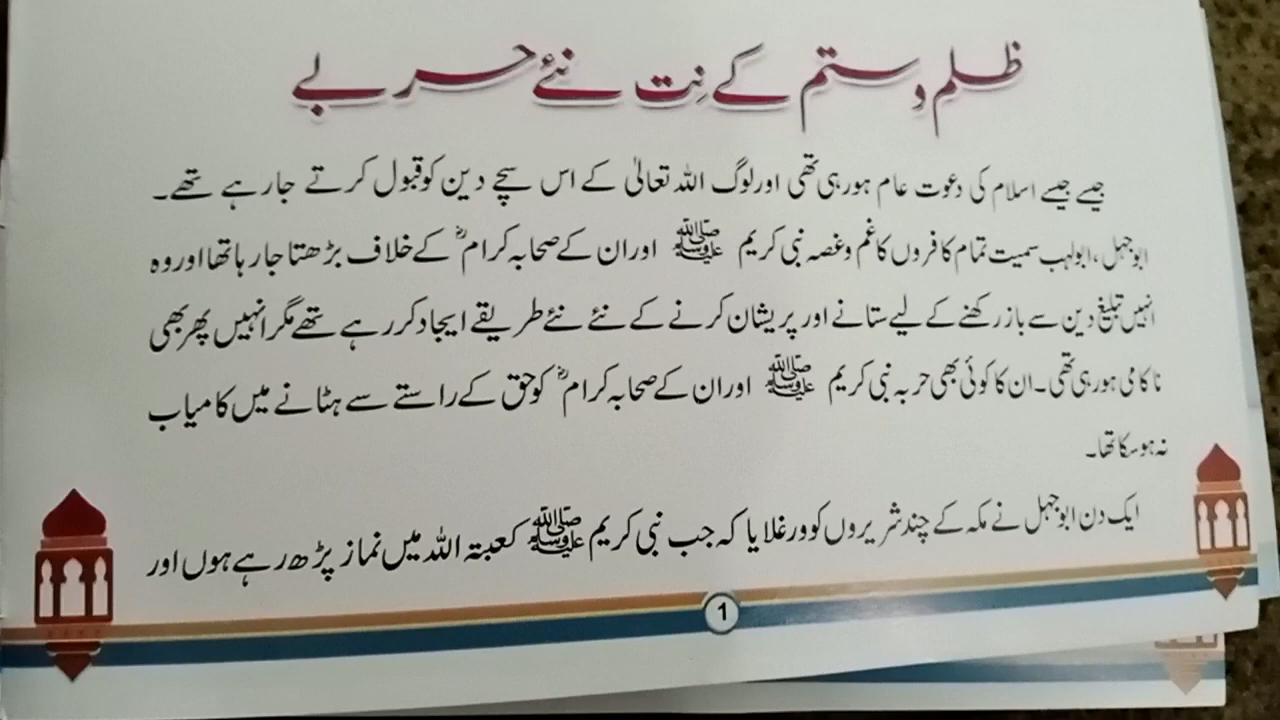 ظلم و ستم کے نِت نئے حربے
جیسے جیسے اسلام کی دعوت عام ہورہی تھی اور لوگ اللہ تعالیٰ کے اس سچے دین کو قبول کرتے جارہے تھے۔
ابوجہل، ابولہب سمیت تمام کافروں کا غم و غصہ نبی کریم ﷺ اور ان کے صحابہ کرامؓ کے خلاف بڑھتا جارہا تھا اور وہ
انہیں تبلیغِ دین سے باز رکھنے کے لیے ستانے اور پریشان کرنے کے نئے نئے طریقے ایجاد کررہے تھے مگر انہیں پھر بھی
ناکامی ہورہی تھی۔ ان کا کوئی بھی حربہ نبی کریم ﷺ اور ان کے صحابہ کرامؓ کو حق کے راستے سے ہٹانے میں کامیاب
نہ ہوسکا تھا۔
ایک دن ابوجہل نے مکہ کے چند شریروں کو ورغلایا کہ جب نبی کریم ﷺ کعبتہ اللہ میں نماز پڑھ رہے ہوں اور
1